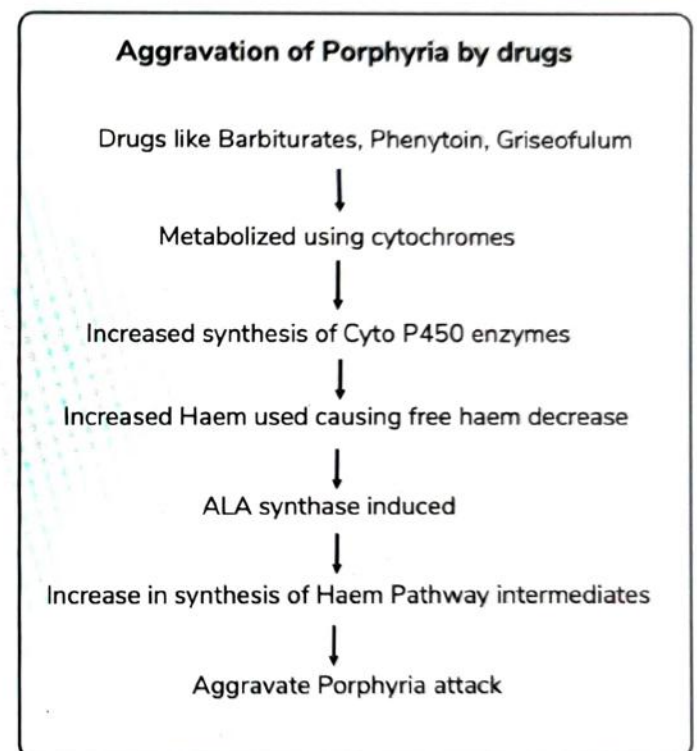 Aggravation of Porphyria by drugs
Drugs like Barbiturates, Phenytoin, Griseofulum
Metabolized using cytochromes
Increased synthesis of Cyto P450 enzymes
Increased Haem used causing free haem decrease
ALA synthase induced
Increase in synthesis of Haem Pathway intermediates
Aggravate Porphyria attack